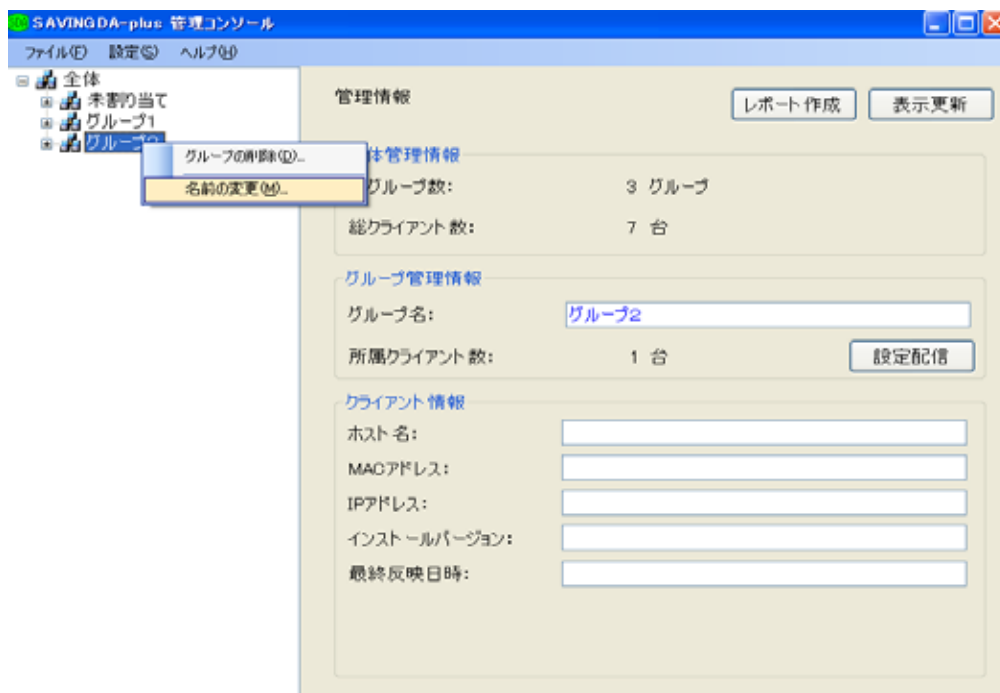 SAVINGDA-plus 管理コンソール
ファイル(F) 設定(S) ヘルプ(H)
全体
未割り当て
グループ1
グループ2
グループの削除(D)...
名前の変更(M)...
管理情報
レポート作成 表示更新
体管理情報
グループ数: 3 グループ
総クライアント数: 7 台
グループ管理情報
グループ名: グループ2
所属クライアント数: 1 台 設定配信
クライアント情報
ホスト名:
MACアドレス:
IPアドレス:
インストールバージョン:
最終反映日時: